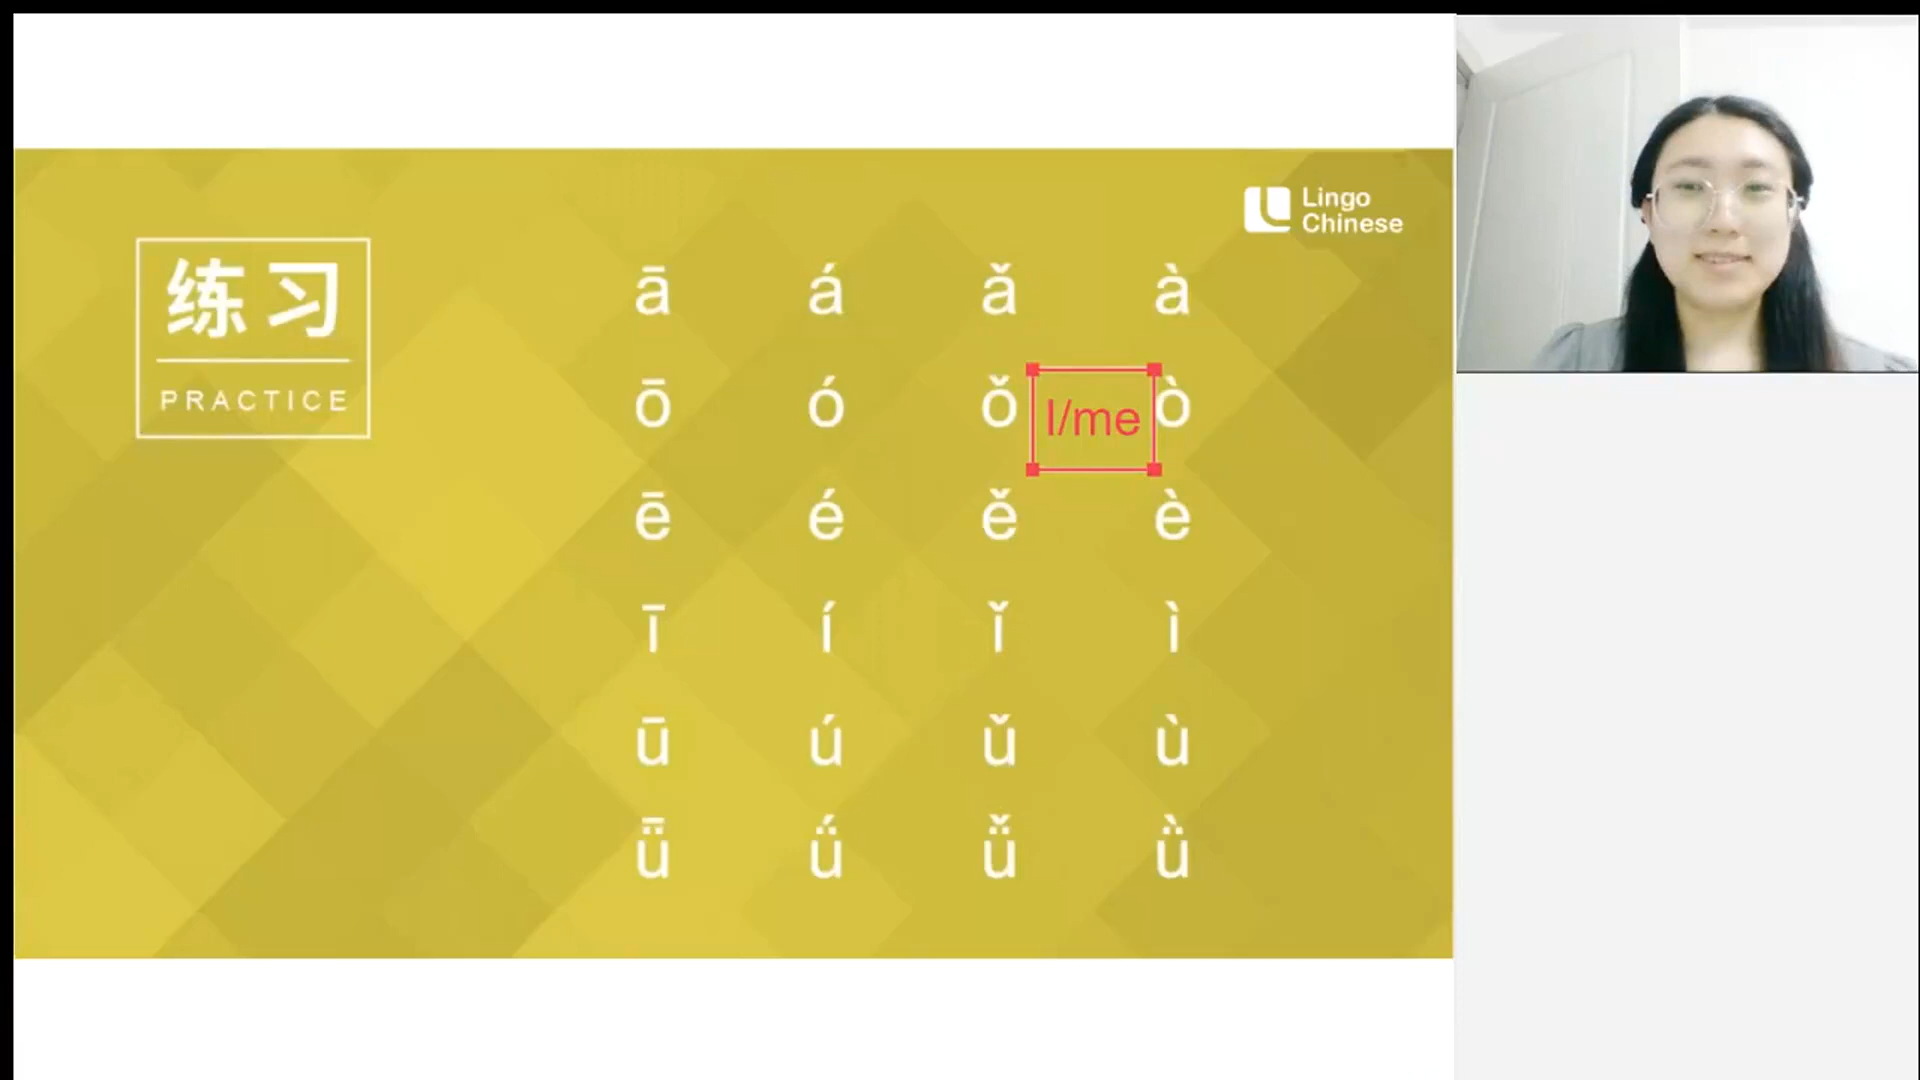 Lingo
Chinese
练习
PRACTICE
ā á ǎ à
ō ó ǒ I/me ò
ē é ě è
ī í ǐ ì
ū ú ǔ ù
ǖ ǘ ǚ ǜ